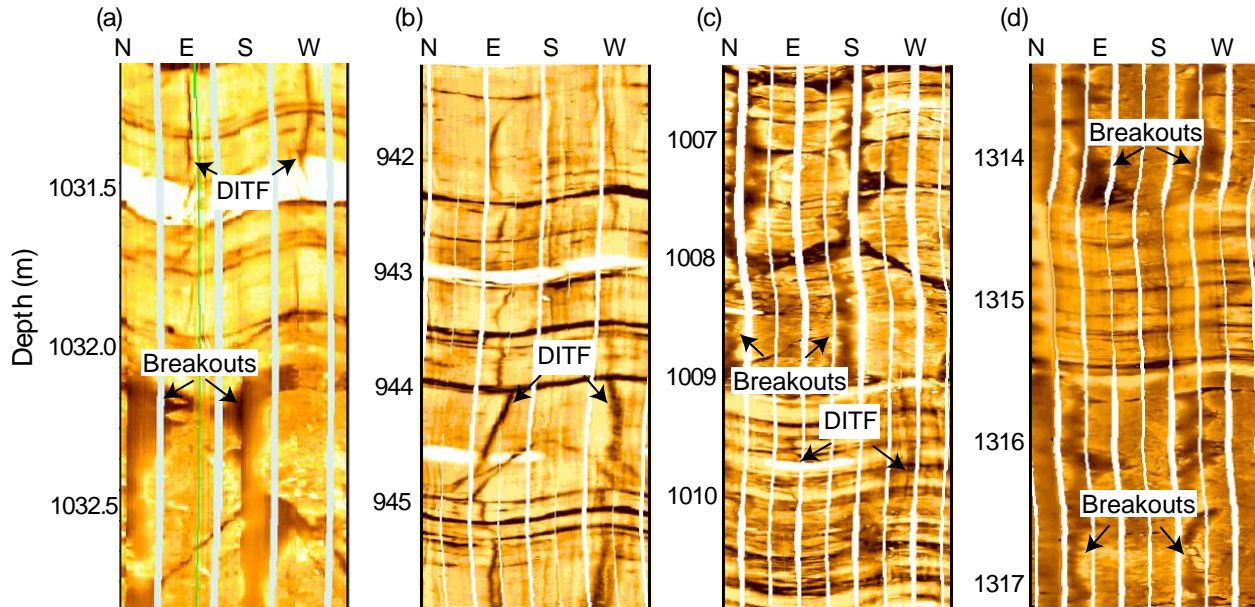 (a)
N E S W
Depth (m)
1031.5
1032.0
1032.5
DITF
Breakouts
(b)
N E S W
942
943
944
945
DITF
(c)
N E S W
1007
1008
1009
1010
Breakouts
DITF
(d)
E S W
1314
1315
1316
1317
Breakouts
Breakouts